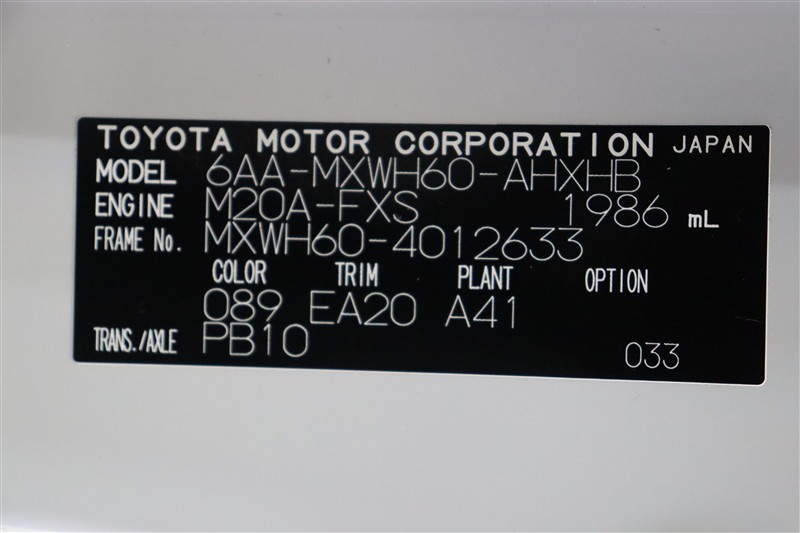 TOYOTA MOTOR CORPORATION JAPAN
MODEL 6AA-MXWH60-AHXHB
ENGINE M20A-FXS 1986 mL
FRAME No. MXWH60-4012633
COLOR TRIM PLANT OPTION
089 EA20 A41
TRANS./AXLE PB10 033